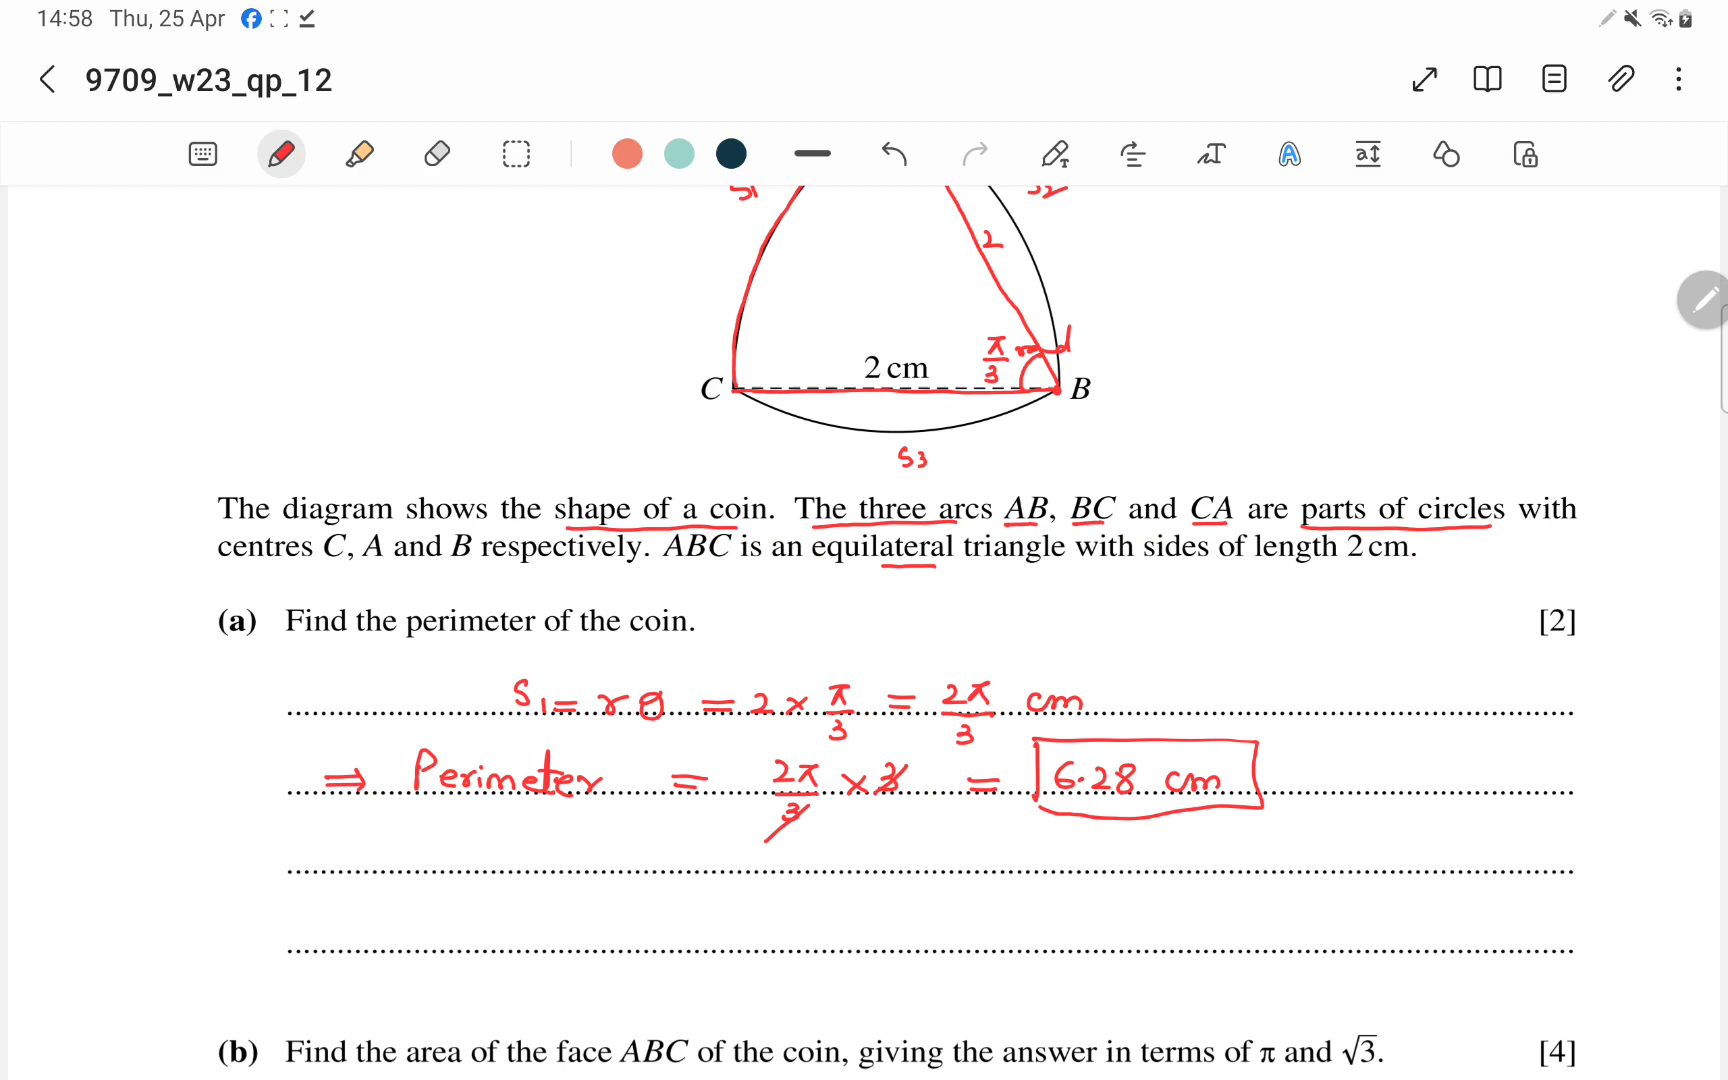 14:58 Thu, 25 Apr
9709_w23_qp_12
S1
S2
2
π/3 rad
2 cm
C
B
S3
The diagram shows the shape of a coin. The three arcs AB, BC and CA are parts of circles with
centres C, A and B respectively. ABC is an equilateral triangle with sides of length 2 cm.
(a) Find the perimeter of the coin. [2]
S1 = rθ = 2 × π/3 = 2π/3 cm
⇒ Perimeter = 2π/3 × 3 = 6.28 cm
(b) Find the area of the face ABC of the coin, giving the answer in terms of π and √3. [4]